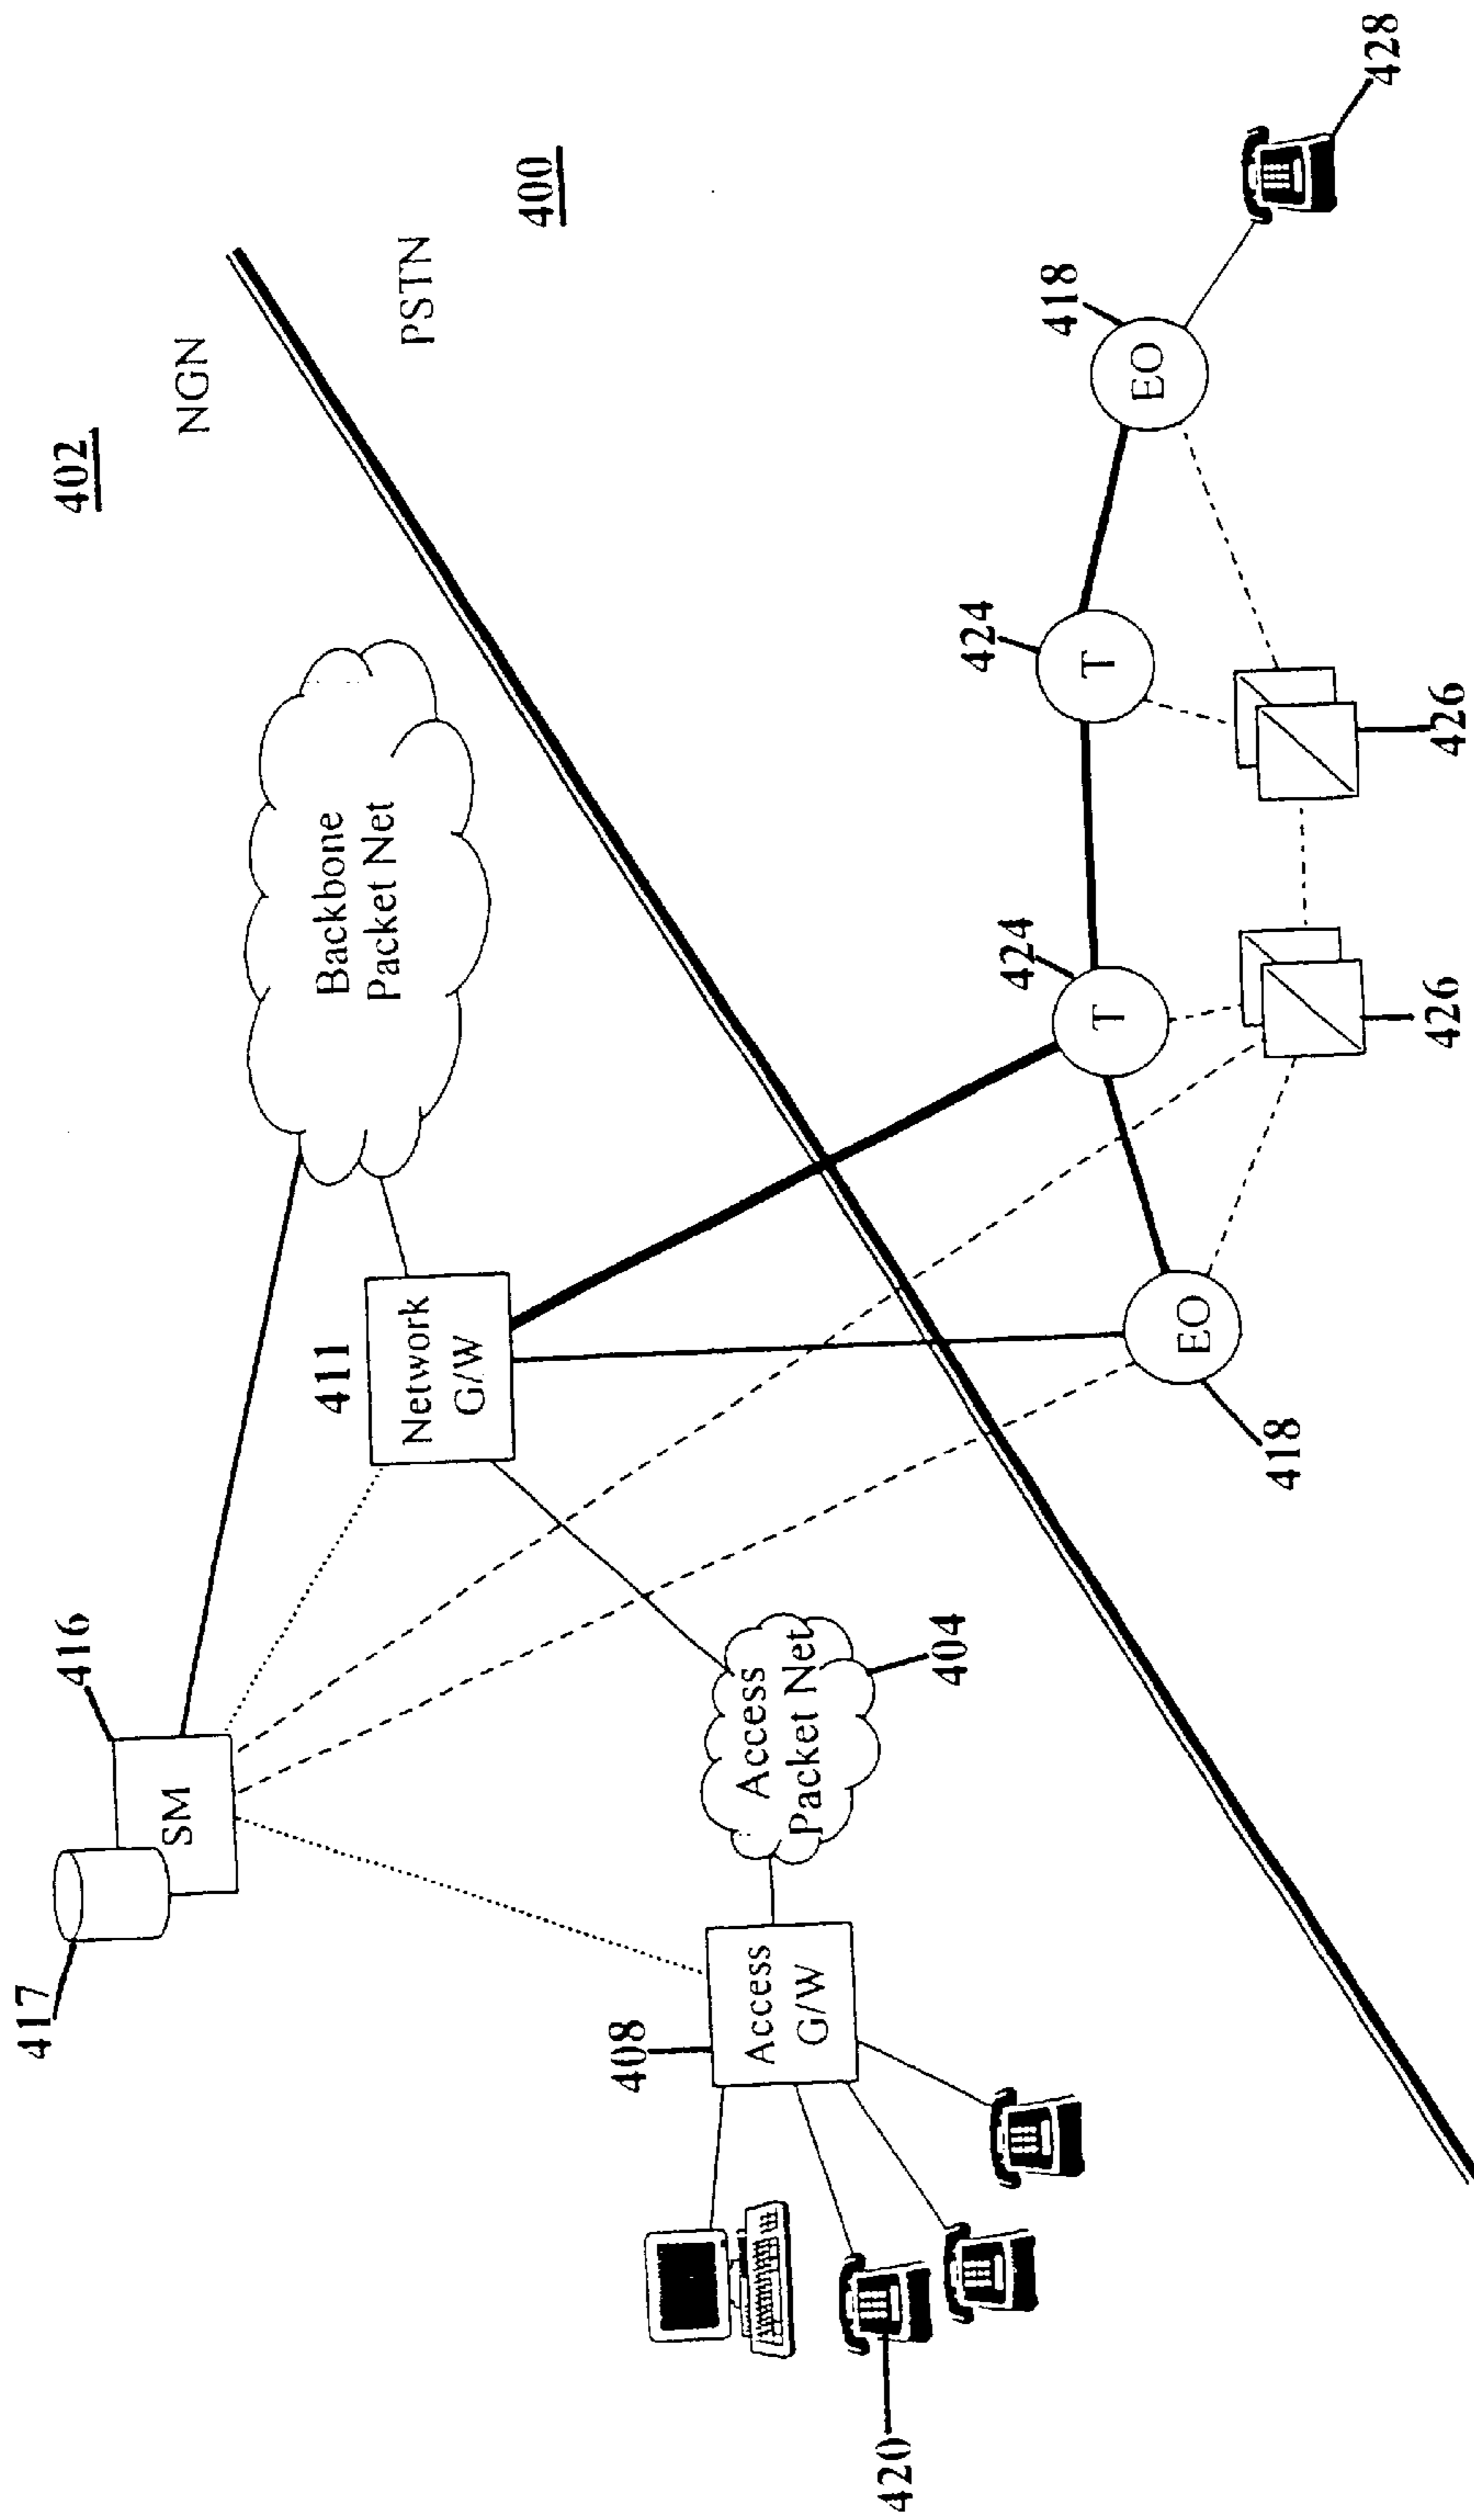 402
NGN
PSTN
400
417
416
SM
Backbone
Packet Net
411
Network
G/W
408
Access
G/W
Access
Packet Net
404
420
424
T
424
T
418
EO
428
418
EO
426
426